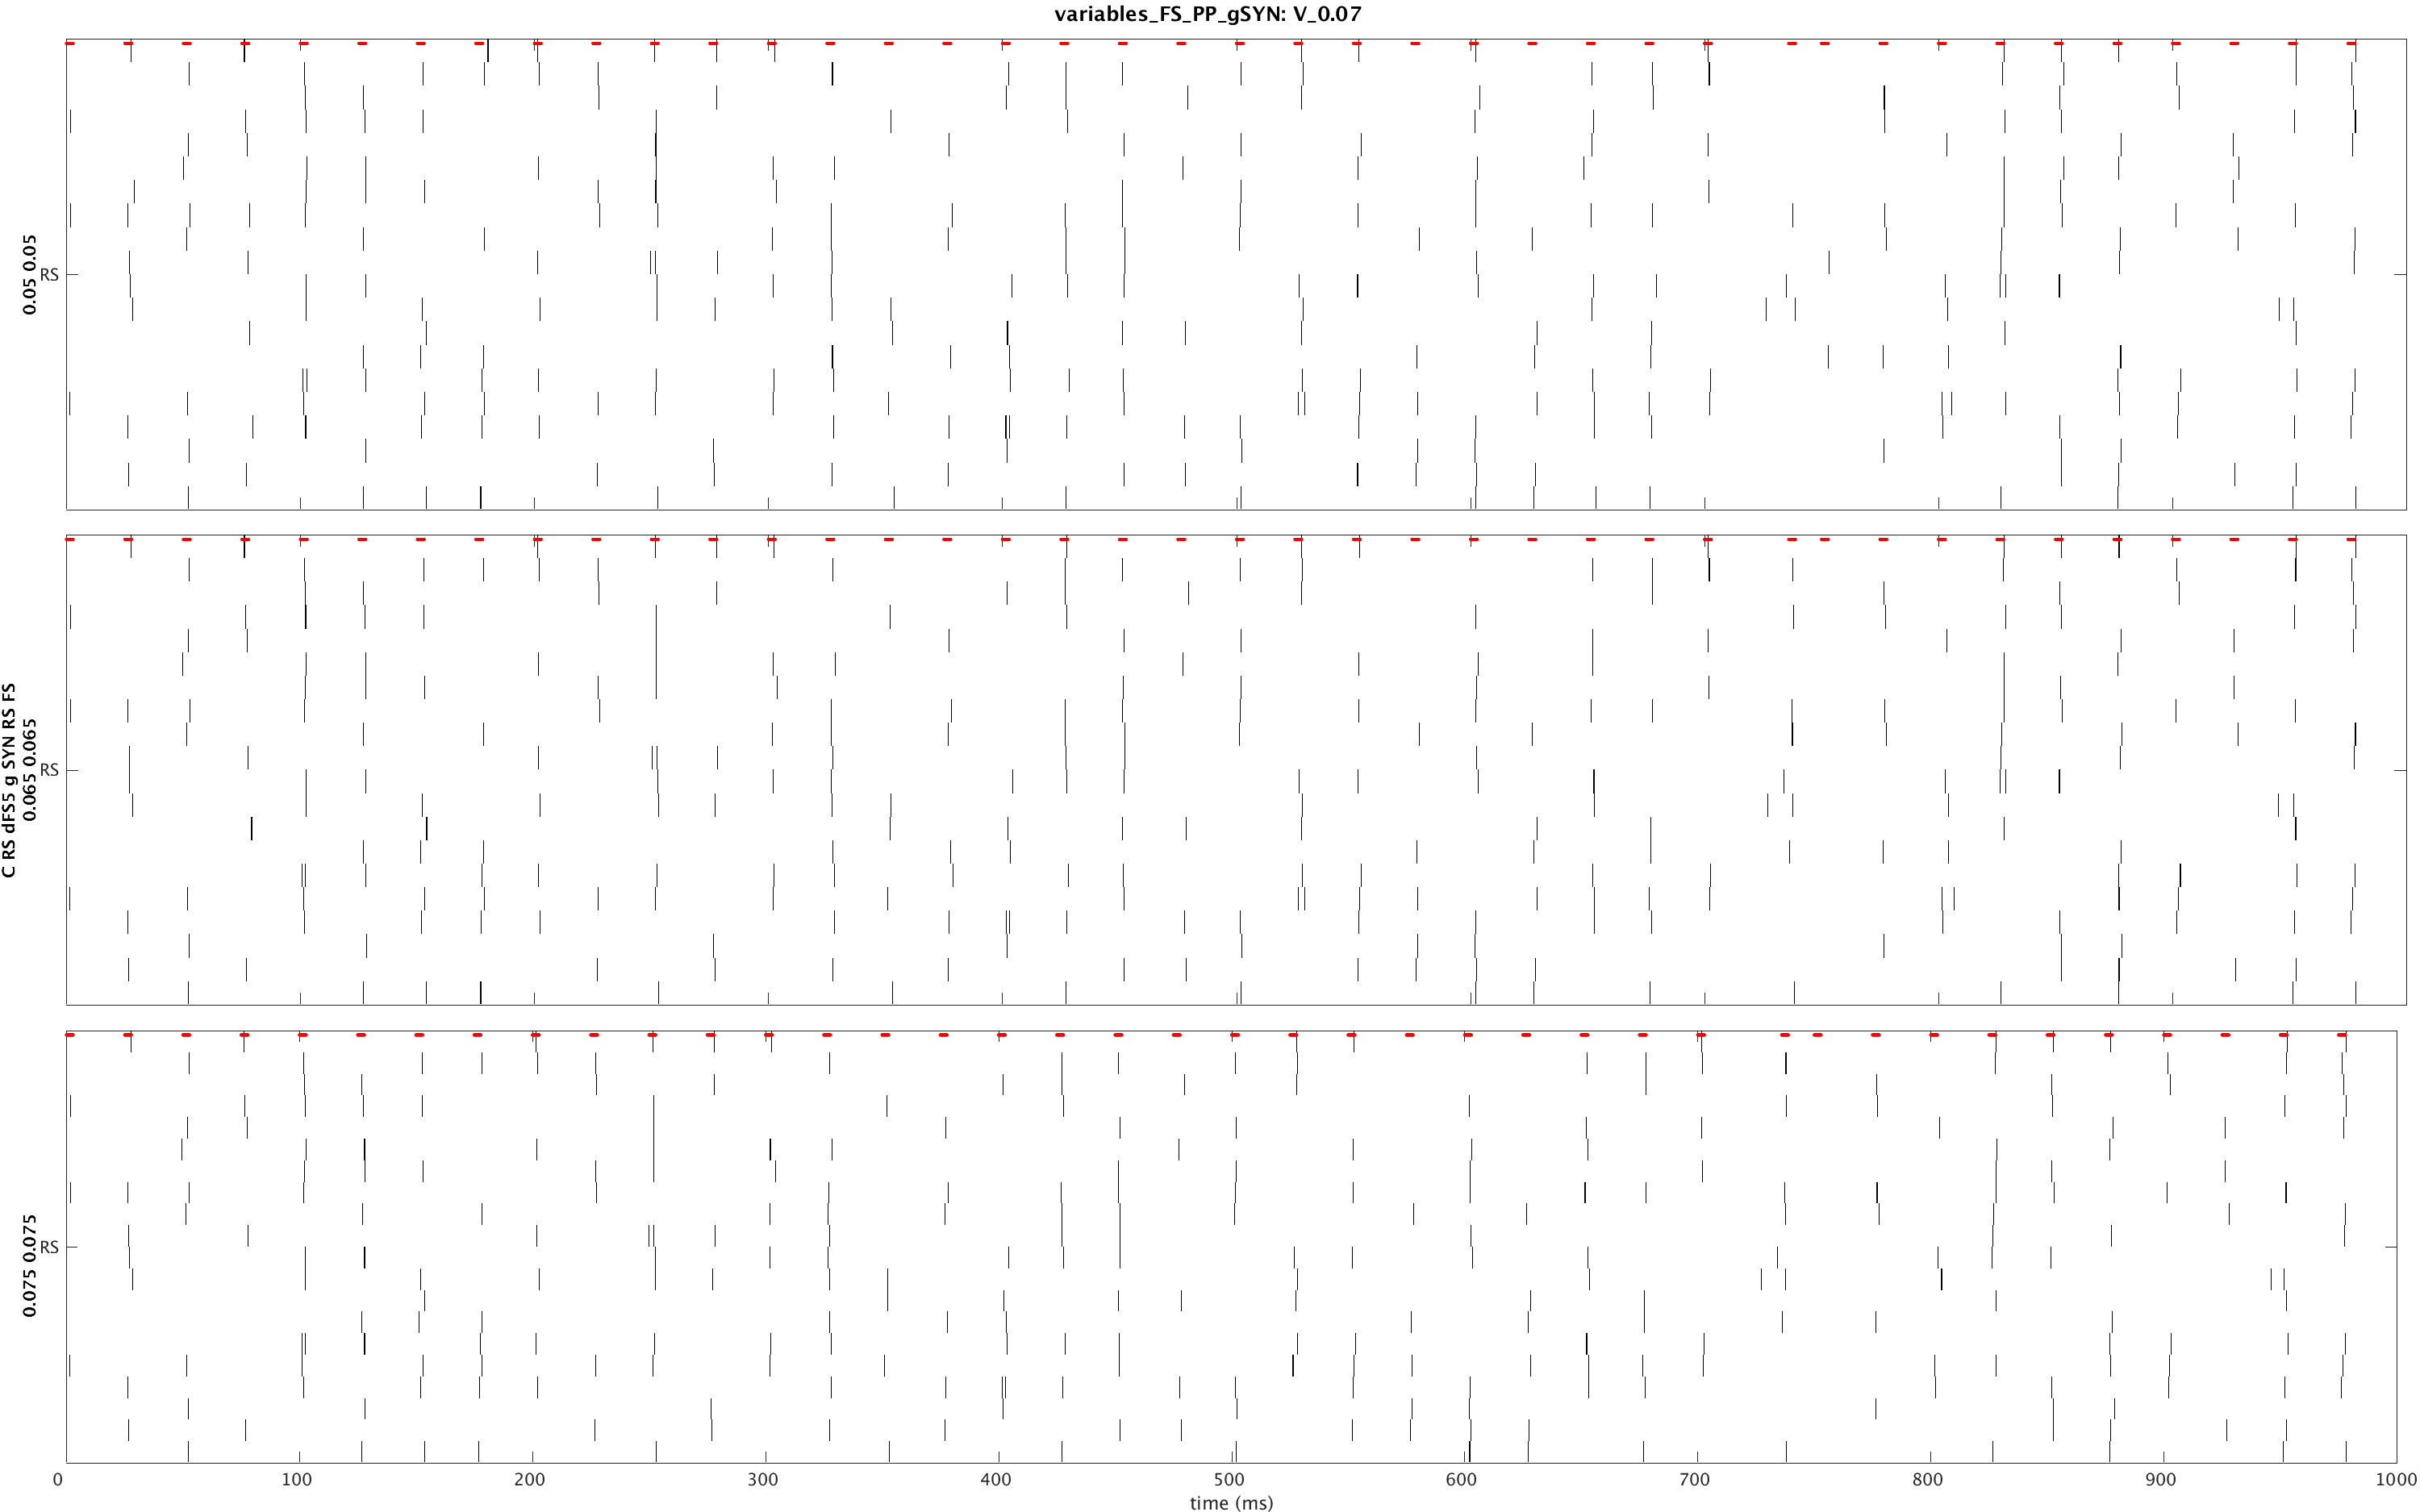 variables_FS_PP_gSYN: V_0.07
C RS dFS5 g SYN RS FS
0.05 0.05
RS
0.065 0.065
RS
0.075 0.075
RS
0 100 200 300 400 500 600 700 800 900 1000
time (ms)